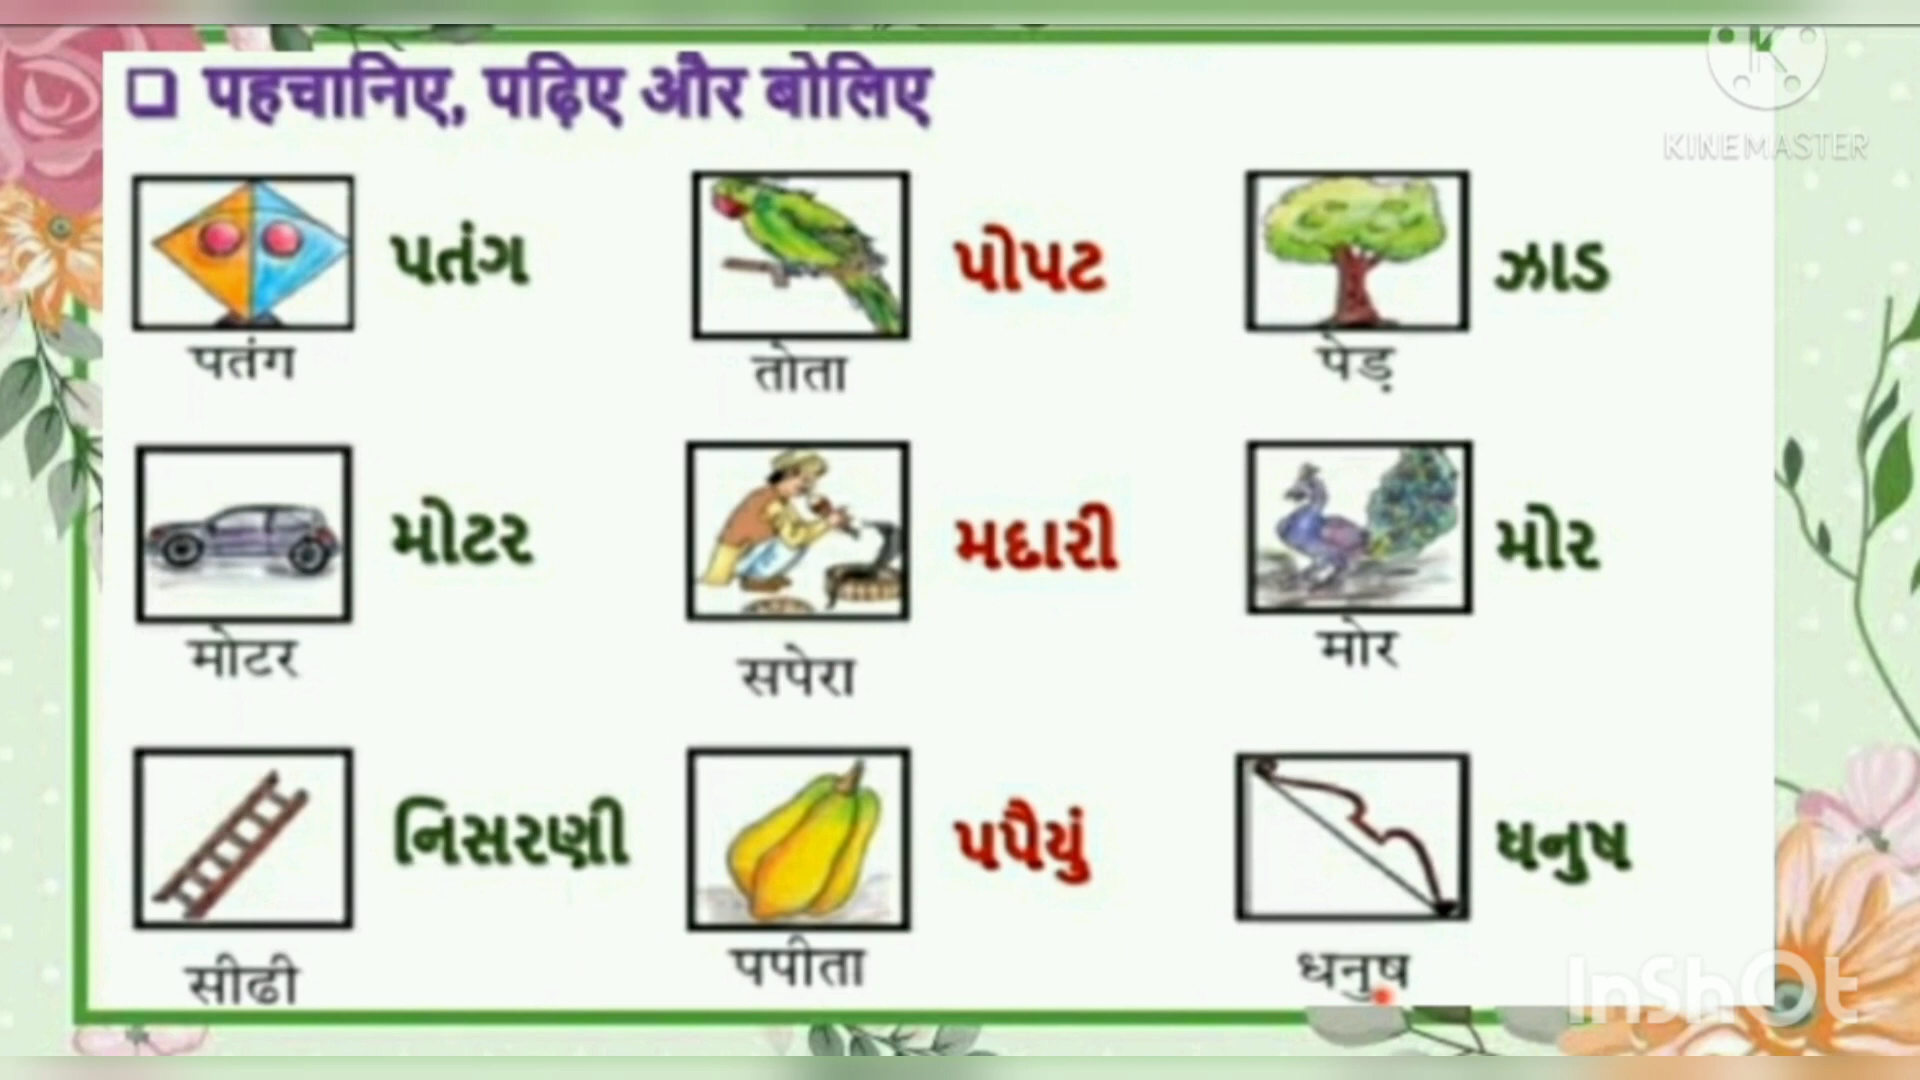 ❑ पहचानिए, पढ़िए और बोलिए
KINEMASTER
પતંગ પોપટ ઝાડ
पतंग तोता पेड़
મોટર મદારી મોર
मोटर सपेरा मोर
નિસરણી પપૈયું ધનુષ
सीढी पपीता धनुष
InShOt